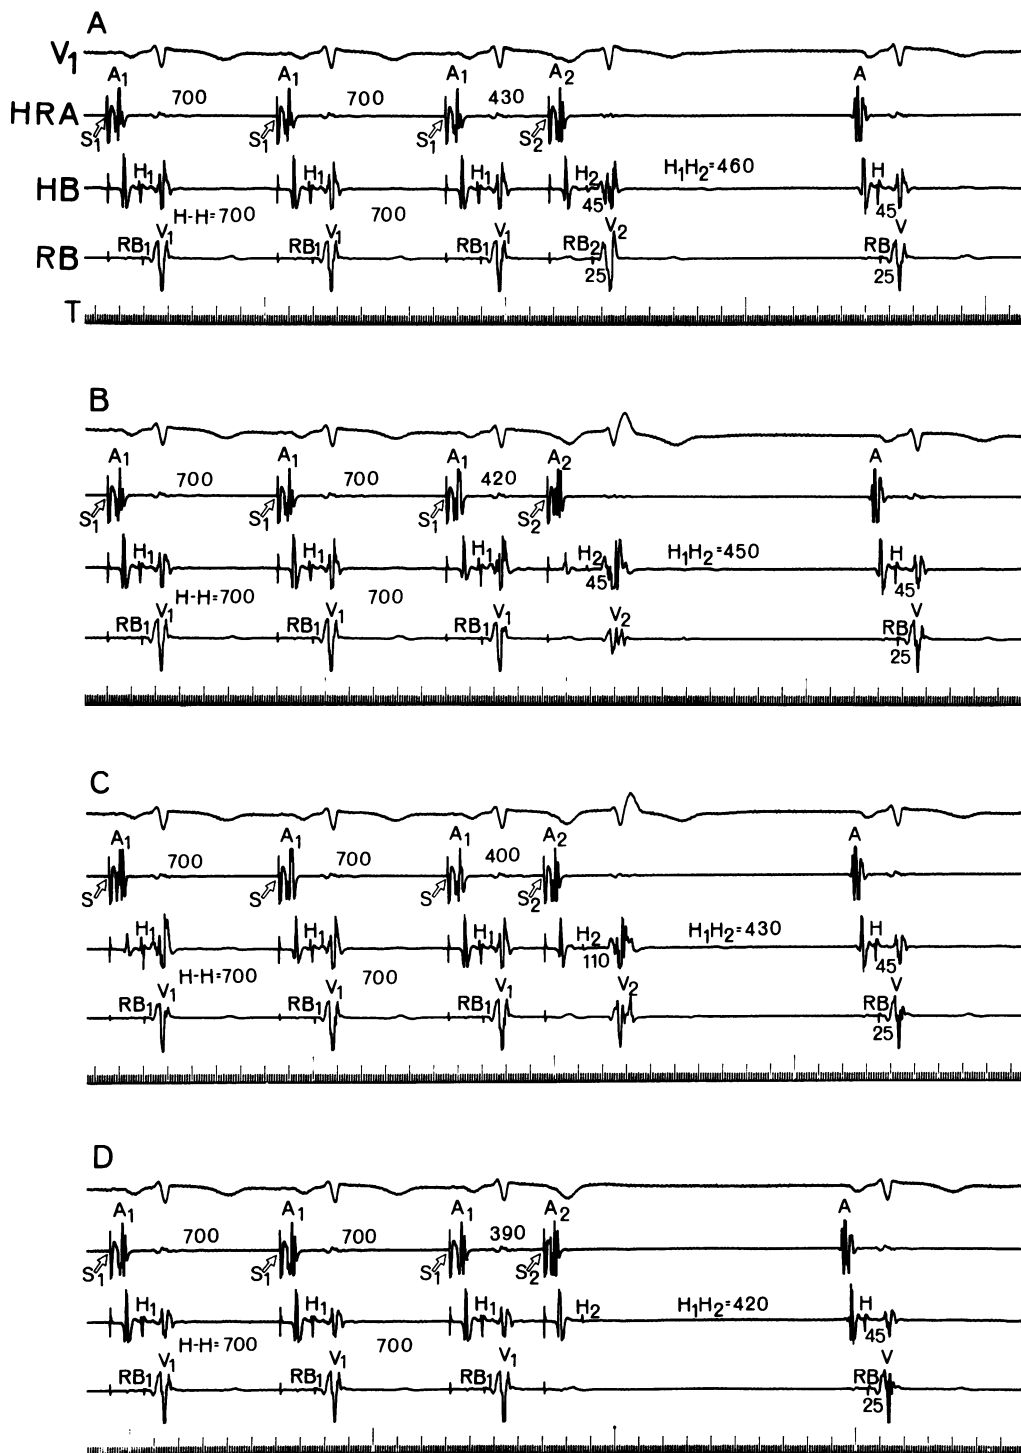 A
V1
A1 A1 A1 A2 A
HRA 700 700 430
S1 S1 S1 S2
HB H1 H1 H1 H2 H1H2=460 H
45 45
H-H=700 700
V1 V1 V1 V2 V
RB RB1 RB1 RB1 RB2 RB
25 25
T
B
A1 A1 A1 A2 A
700 700 420
S1 S1 S1 S2
H1 H1 H1 H2 H1H2=450 H
45 45
H-H=700 700
V1 V1 V1 V2 V
RB1 RB1 RB1 RB
25
C
A1 A1 A1 A2 A
700 700 400
S S S S2
H1 H1 H1 H2 H1H2=430 H
110 45
H-H=700 700
V1 V1 V1 V2 V
RB1 RB1 RB1 RB
25
D
A1 A1 A1 A2 A
700 700 390
S1 S1 S1 S2
H1 H1 H1 H2 H1H2=420 H
45
H-H=700 700
V1 V1 V1 V
RB1 RB1 RB1 RB
25